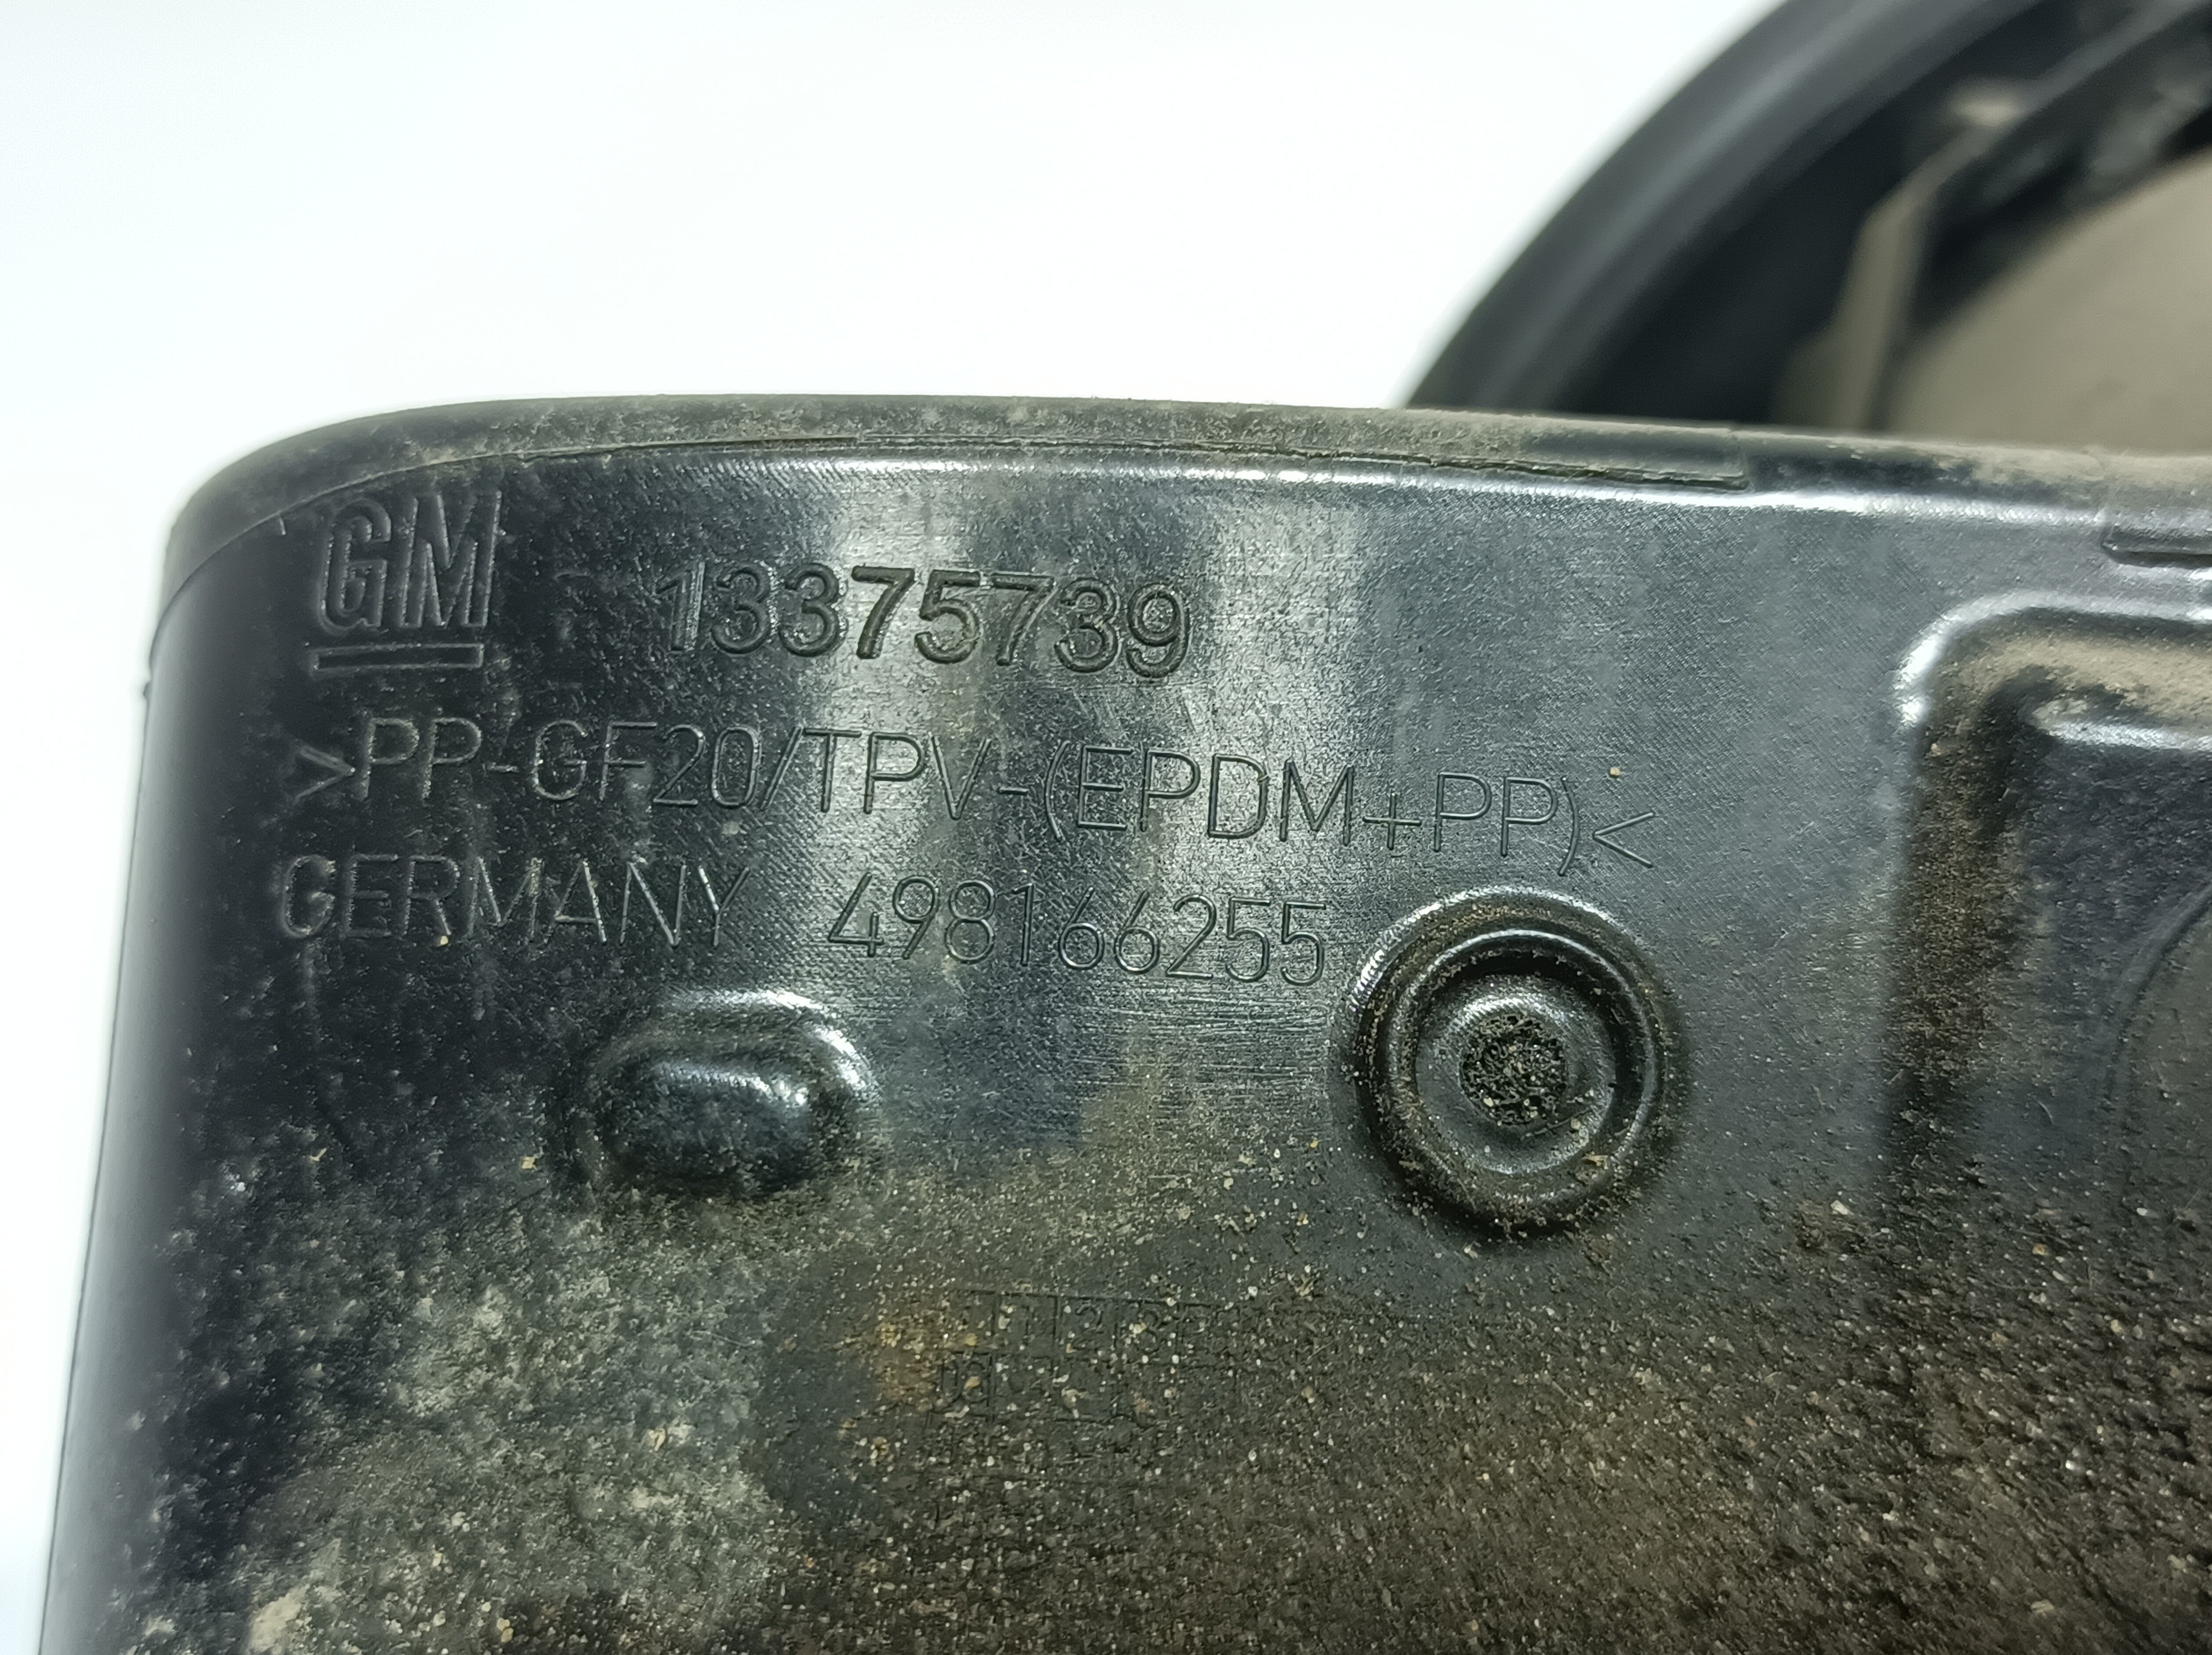 GM 13375739
>PP-GF20/TPV-(EPDM+PP)<
GERMANY 498166255